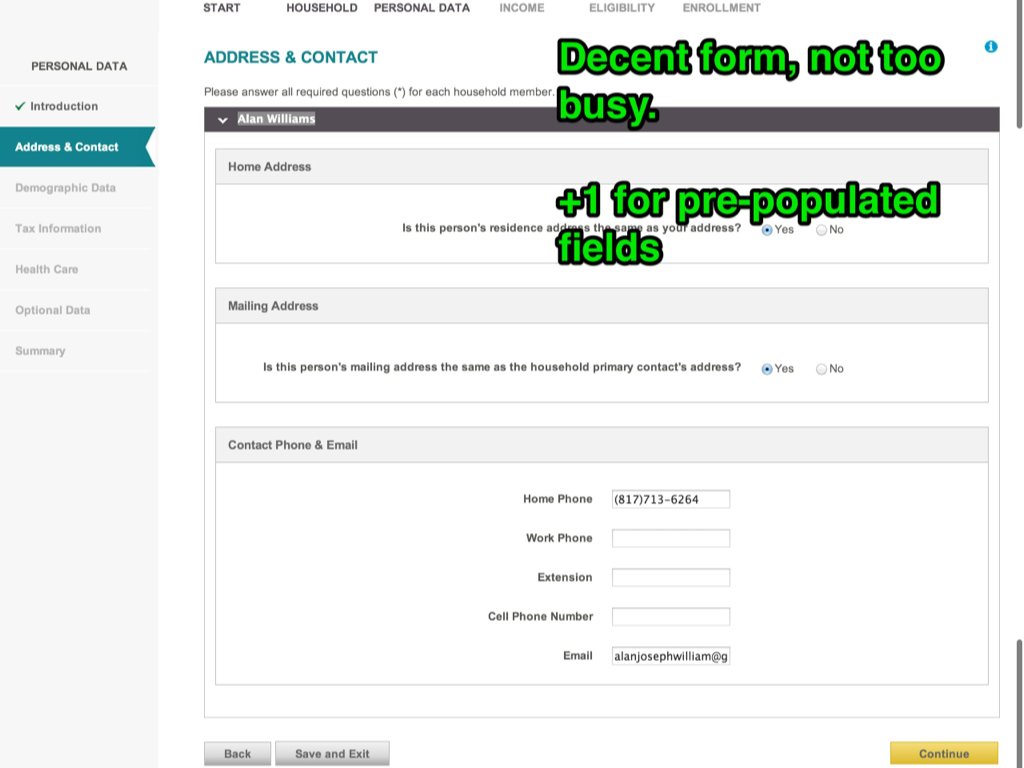 START HOUSEHOLD PERSONAL DATA INCOME ELIGIBILITY ENROLLMENT
PERSONAL DATA
✓ Introduction
Address & Contact
Demographic Data
Tax Information
Health Care
Optional Data
Summary
ADDRESS & CONTACT
Decent form, not too
busy.
Please answer all required questions (*) for each household member.
Alan Williams
Home Address
+1 for pre-populated
fields
Is this person's residence address the same as your address? Yes No
Mailing Address
Is this person's mailing address the same as the household primary contact's address? Yes No
Contact Phone & Email
Home Phone (817)713-6264
Work Phone
Extension
Cell Phone Number
Email alanjosephwilliam@g
Back Save and Exit Continue